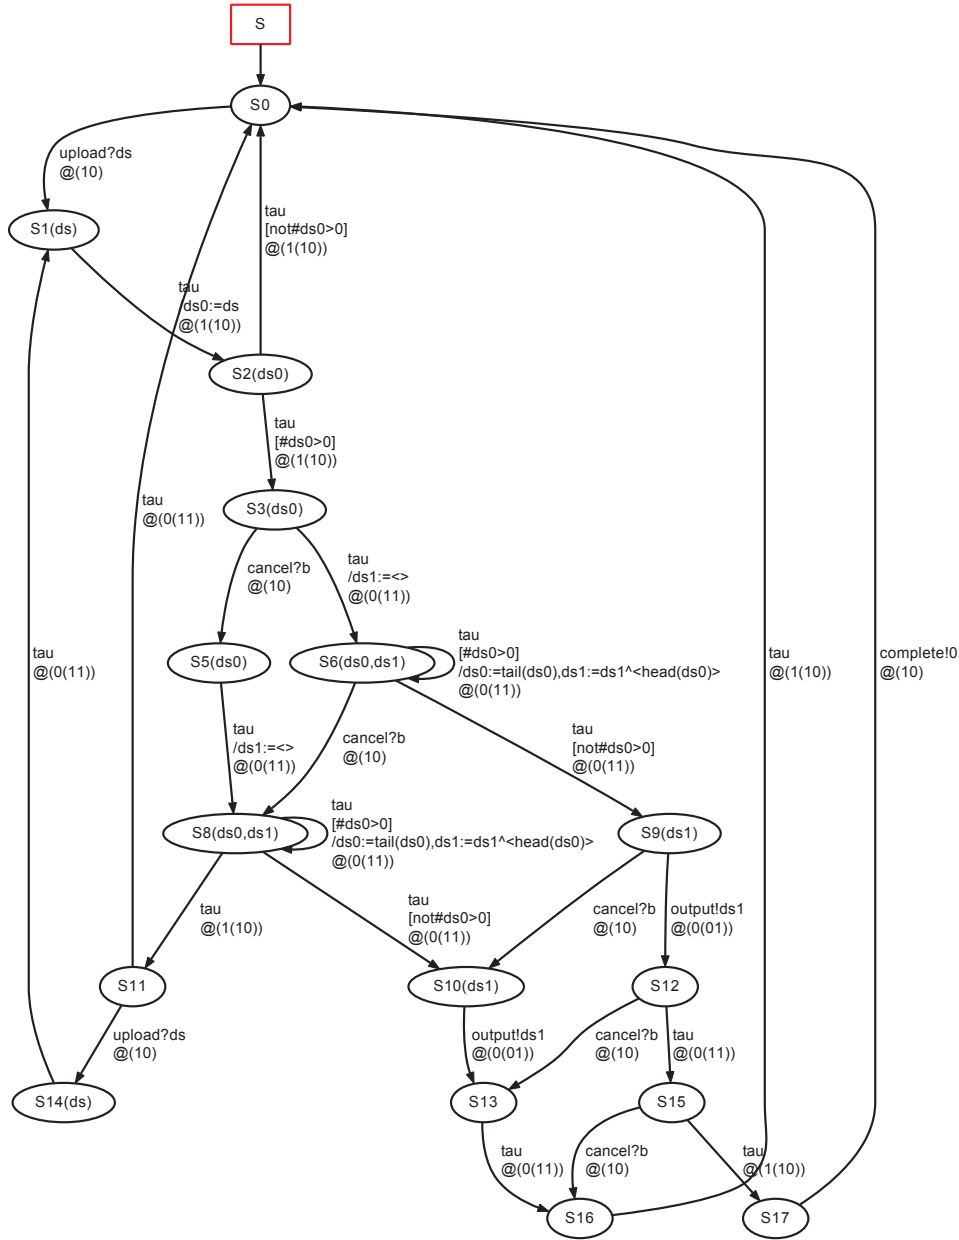 S
S0
upload?ds
@(10)
S1(ds)
tau
[not#ds0>0]
@(1(10))
tau
/ds0:=ds
@(1(10))
S2(ds0)
tau
[#ds0>0]
@(1(10))
tau
@(0(11))
S3(ds0)
cancel?b
@(10)
tau
/ds1:=<>
@(0(11))
S5(ds0)
S6(ds0,ds1)
tau
[#ds0>0]
/ds0:=tail(ds0),ds1:=ds1^<head(ds0)>
@(0(11))
tau
@(0(11))
tau
@(1(10))
complete!0
@(10)
tau
/ds1:=<>
@(0(11))
cancel?b
@(10)
tau
[not#ds0>0]
@(0(11))
S8(ds0,ds1)
tau
[#ds0>0]
/ds0:=tail(ds0),ds1:=ds1^<head(ds0)>
@(0(11))
S9(ds1)
tau
@(1(10))
tau
[not#ds0>0]
@(0(11))
cancel?b
@(10)
output!ds1
@(0(01))
S11
S10(ds1)
S12
upload?ds
@(10)
output!ds1
@(0(01))
cancel?b
@(10)
tau
@(0(11))
S14(ds)
S13
S15
tau
@(0(11))
cancel?b
@(10)
tau
@(1(10))
S16
S17